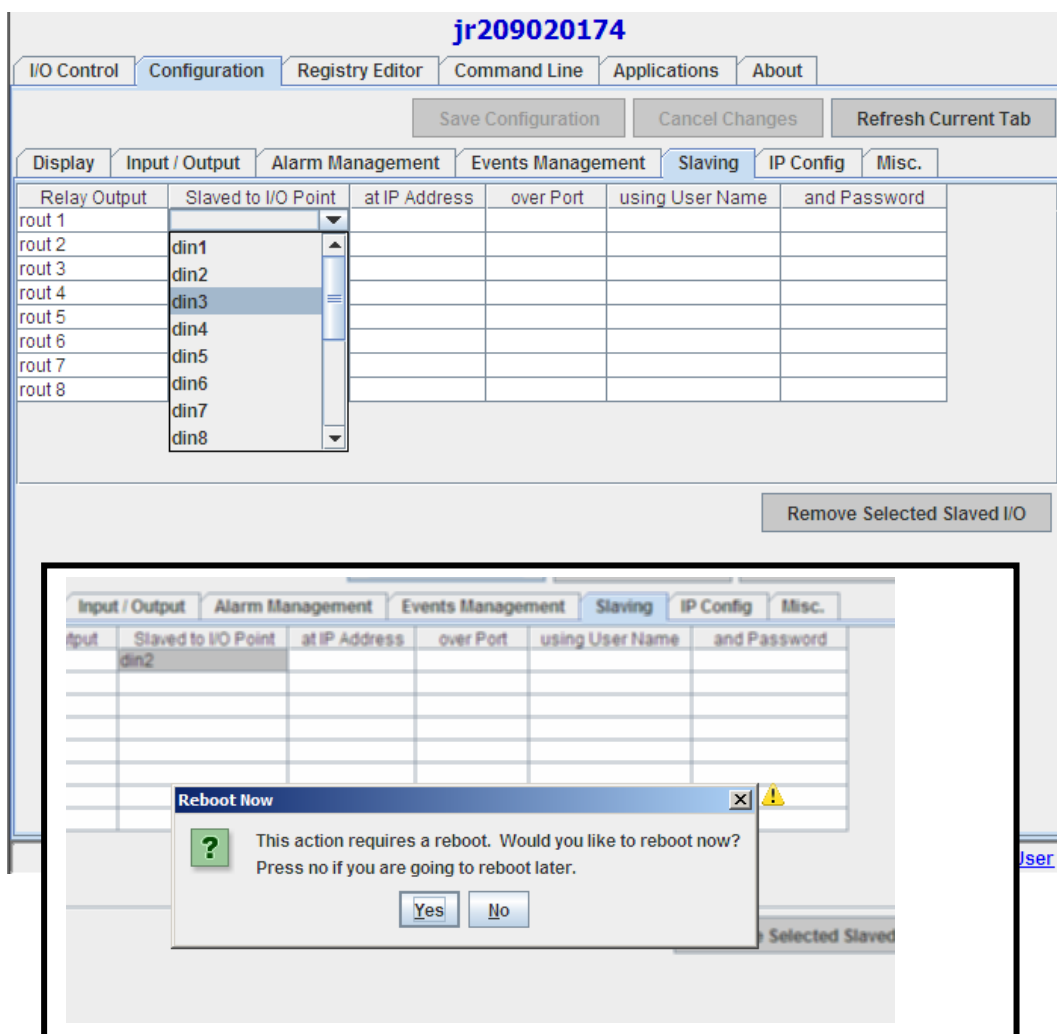 jr209020174
I/O Control Configuration Registry Editor Command Line Applications About
Save Configuration Cancel Changes Refresh Current Tab
Display Input / Output Alarm Management Events Management Slaving IP Config Misc.
Relay Output Slaved to I/O Point at IP Address over Port using User Name and Password
rout 1
rout 2
rout 3
rout 4
rout 5
rout 6
rout 7
rout 8
din1
din2
din3
din4
din5
din6
din7
din8
Remove Selected Slaved I/O
Input / Output Alarm Management Events Management Slaving IP Config Misc.
Slaved to I/O Point at IP Address over Port using User Name and Password
din2
Reboot Now
This action requires a reboot. Would you like to reboot now?
Press no if you are going to reboot later.
Yes No
Selected Slaved